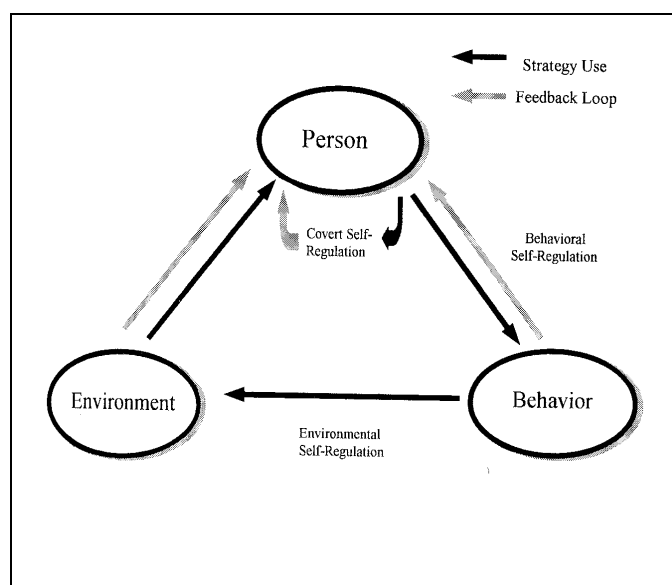 Strategy Use
Feedback Loop
Person
Covert Self-
Regulation
Behavioral
Self-Regulation
Environment
Behavior
Environmental
Self-Regulation